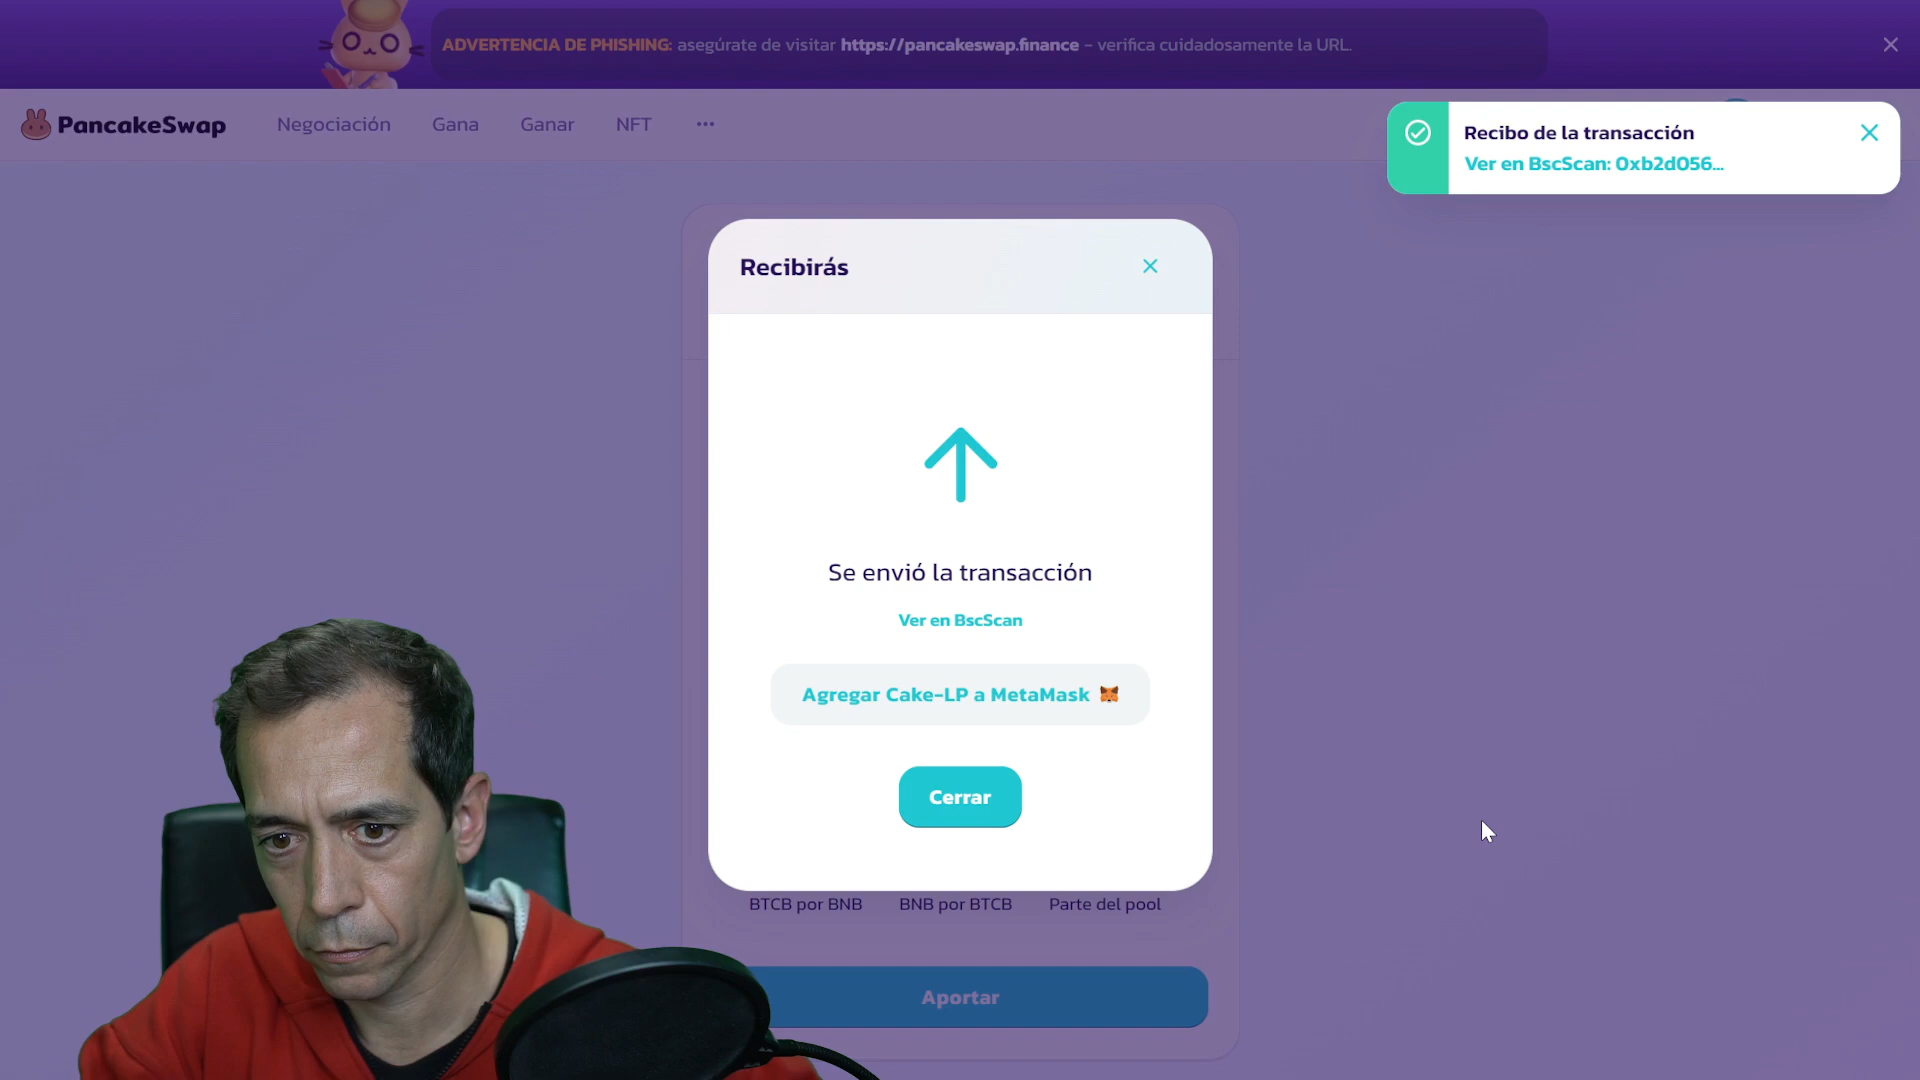 ADVERTENCIA DE PHISHING: asegúrate de visitar https://pancakeswap.finance - verifica cuidadosamente la URL.
PancakeSwap
Negociación
Gana
Ganar
NFT
Recibo de la transacción
Ver en BscScan: 0xb2d056...
Recibirás
Se envió la transacción
Ver en BscScan
Agregar Cake-LP a MetaMask
Cerrar
BTCB por BNB
BNB por BTCB
Parte del pool
Aportar